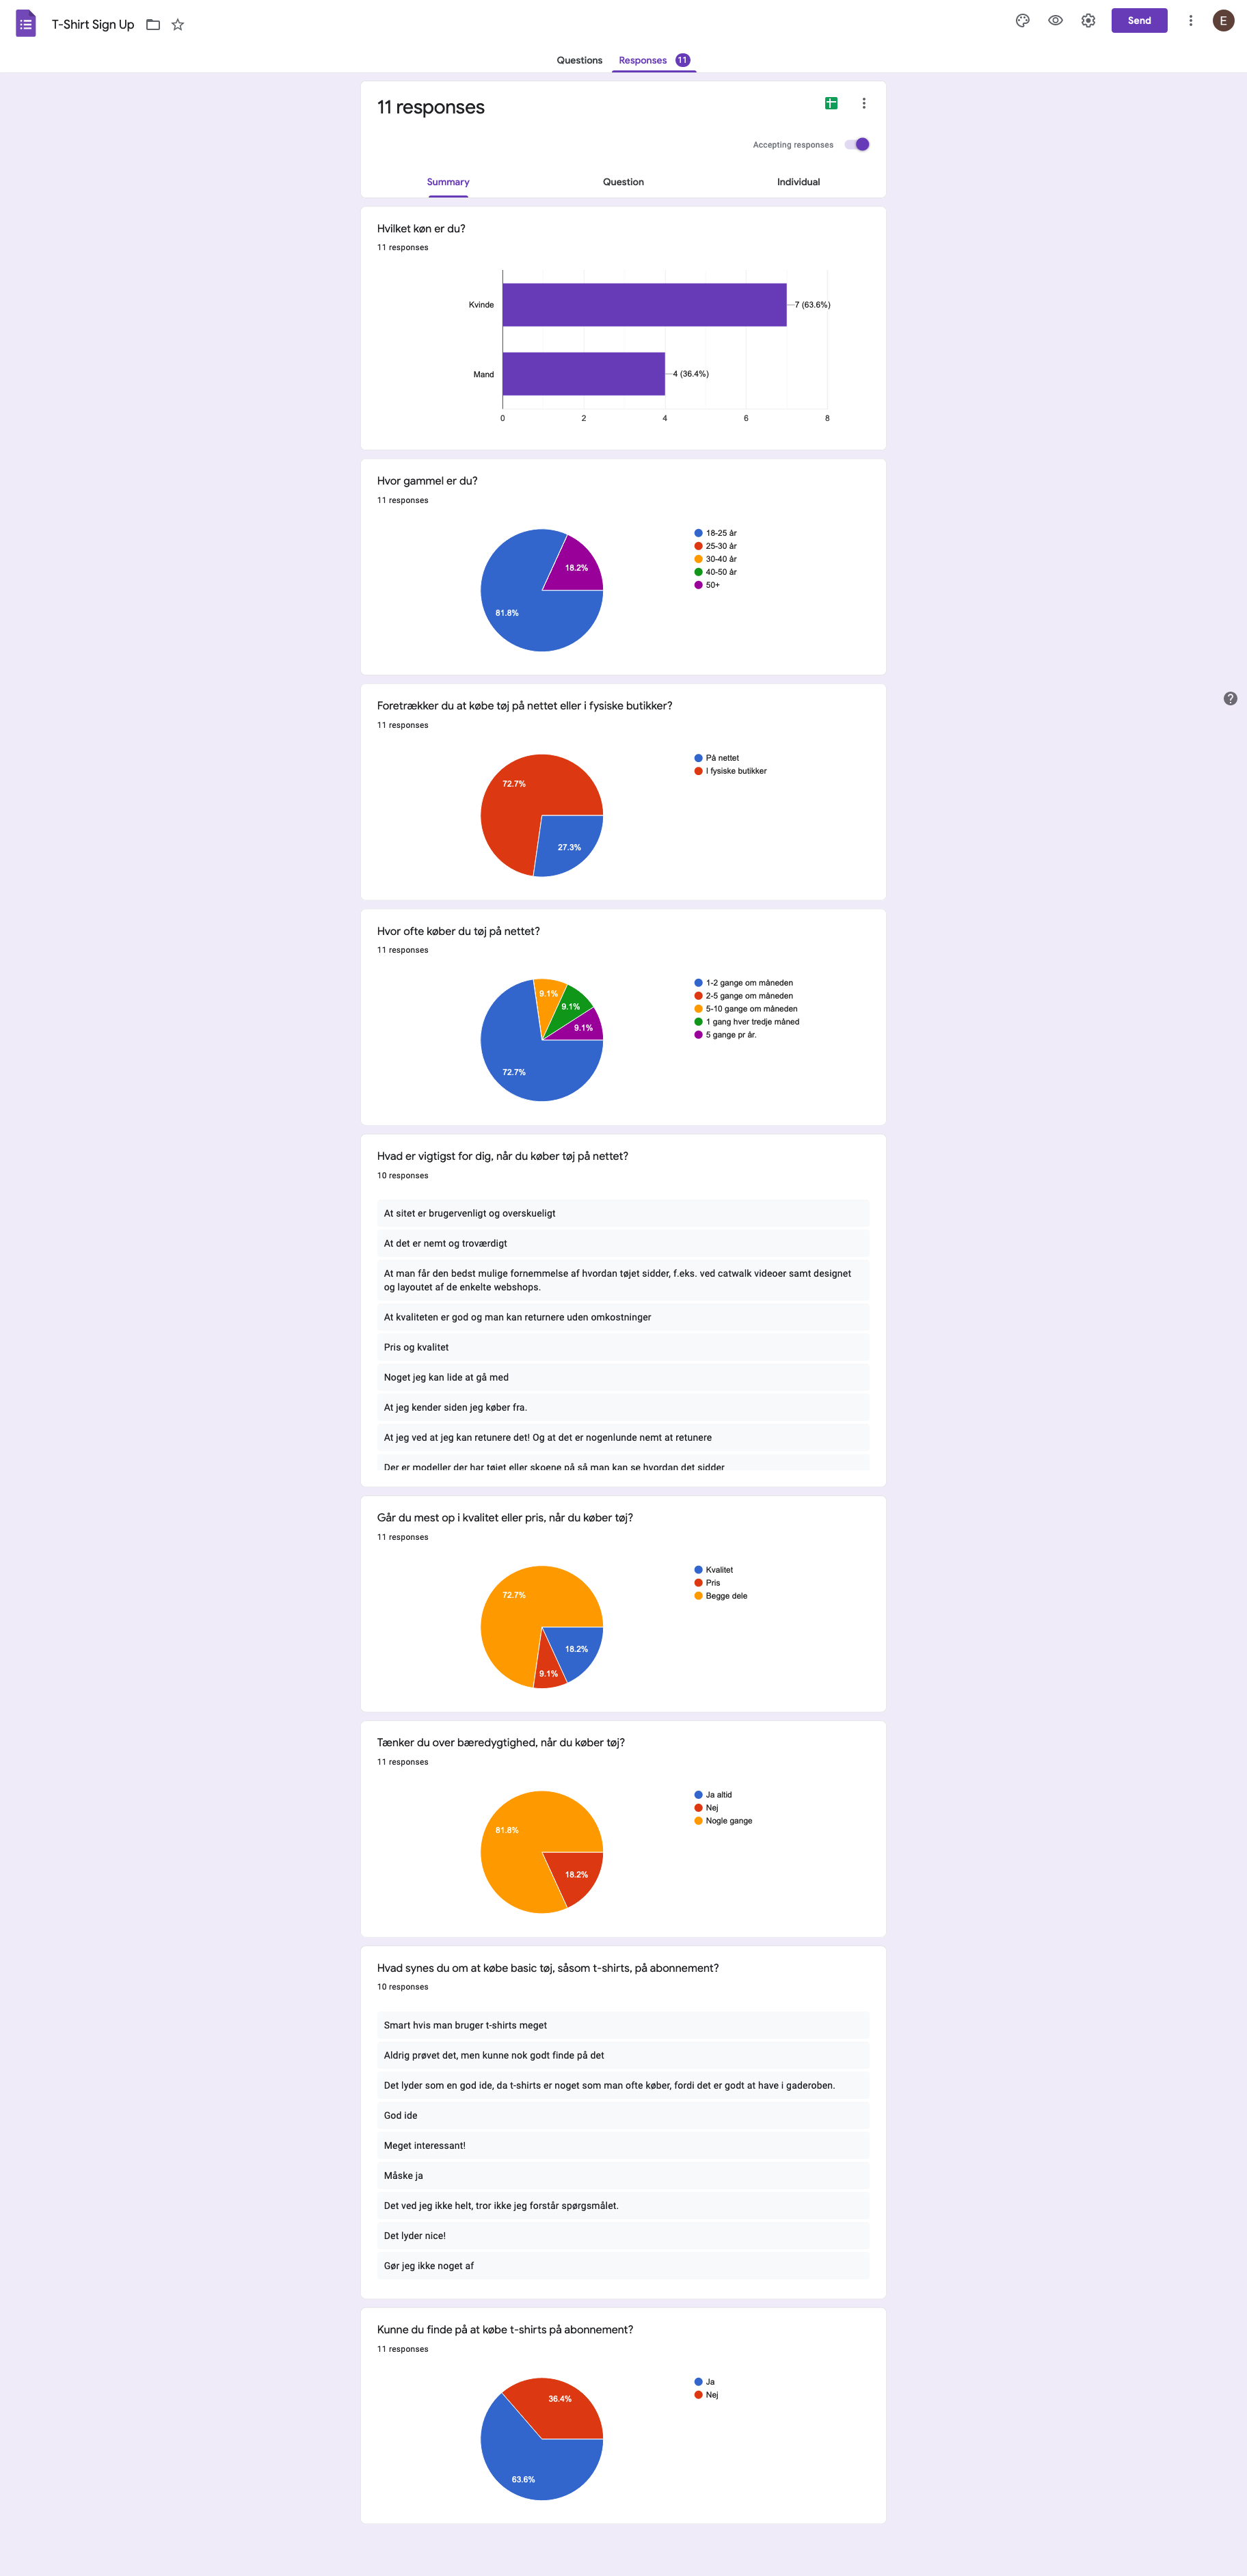 T-Shirt Sign Up
Send
E
Questions
Responses 11
11 responses
Accepting responses
Summary
Question
Individual
Hvilket køn er du?
11 responses
Kvinde
7 (63.6%)
Mand
4 (36.4%)
0 2 4 6 8
Hvor gammel er du?
11 responses
18.2%
81.8%
18-25 år
25-30 år
30-40 år
40-50 år
50+
Foretrækker du at købe tøj på nettet eller i fysiske butikker?
11 responses
72.7%
27.3%
På nettet
I fysiske butikker
Hvor ofte køber du tøj på nettet?
11 responses
9.1%
9.1%
9.1%
72.7%
1-2 gange om måneden
2-5 gange om måneden
5-10 gange om måneden
1 gang hver tredje måned
5 gange pr år.
Hvad er vigtigst for dig, når du køber tøj på nettet?
10 responses
At sitet er brugervenligt og overskueligt
At det er nemt og troværdigt
At man får den bedst mulige fornemmelse af hvordan tøjet sidder, f.eks. ved catwalk videoer samt designet
og layoutet af de enkelte webshops.
At kvaliteten er god og man kan returnere uden omkostninger
Pris og kvalitet
Noget jeg kan lide at gå med
At jeg kender siden jeg køber fra.
At jeg ved at jeg kan retunere det! Og at det er nogenlunde nemt at retunere
Der er modeller der har tøjet eller skoene på så man kan se hvordan det sidder
Går du mest op i kvalitet eller pris, når du køber tøj?
11 responses
72.7%
18.2%
9.1%
Kvalitet
Pris
Begge dele
Tænker du over bæredygtighed, når du køber tøj?
11 responses
81.8%
18.2%
Ja altid
Nej
Nogle gange
Hvad synes du om at købe basic tøj, såsom t-shirts, på abonnement?
10 responses
Smart hvis man bruger t-shirts meget
Aldrig prøvet det, men kunne nok godt finde på det
Det lyder som en god ide, da t-shirts er noget som man ofte køber, fordi det er godt at have i gaderoben.
God ide
Meget interessant!
Måske ja
Det ved jeg ikke helt, tror ikke jeg forstår spørgsmålet.
Det lyder nice!
Gør jeg ikke noget af
Kunne du finde på at købe t-shirts på abonnement?
11 responses
36.4%
63.6%
Ja
Nej